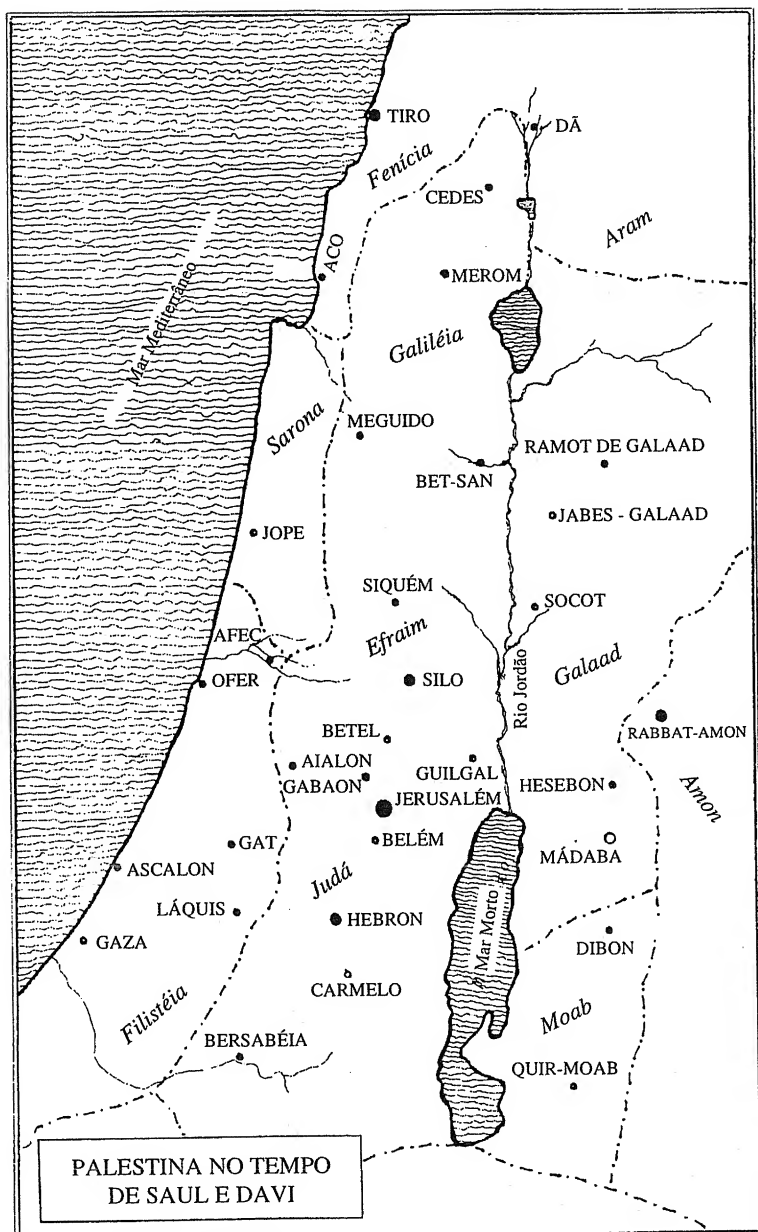 TIRO
DÃ
Fenícia
CEDES
Aram
ACO
MEROM
Mar Mediterrâneo
Galiléia
Sarona
MEGUIDO
RAMOT DE GALAAD
BET-SAN
JABES - GALAAD
JOPE
SIQUÉM
SOCOT
AFEC
Efraim
Galaad
OFER
SILO
Rio Jordão
RABBAT-AMON
BETEL
AIALON
GUILGAL
GABAON
HESEBON
Amon
JERUSALÉM
GAT
BELÉM
MÁDABA
ASCALON
Judá
LÁQUIS
HEBRON
Mar Morto
GAZA
DIBON
CARMELO
Filistéia
Moab
BERSABÉIA
QUIR-MOAB
PALESTINA NO TEMPO
DE SAUL E DAVI